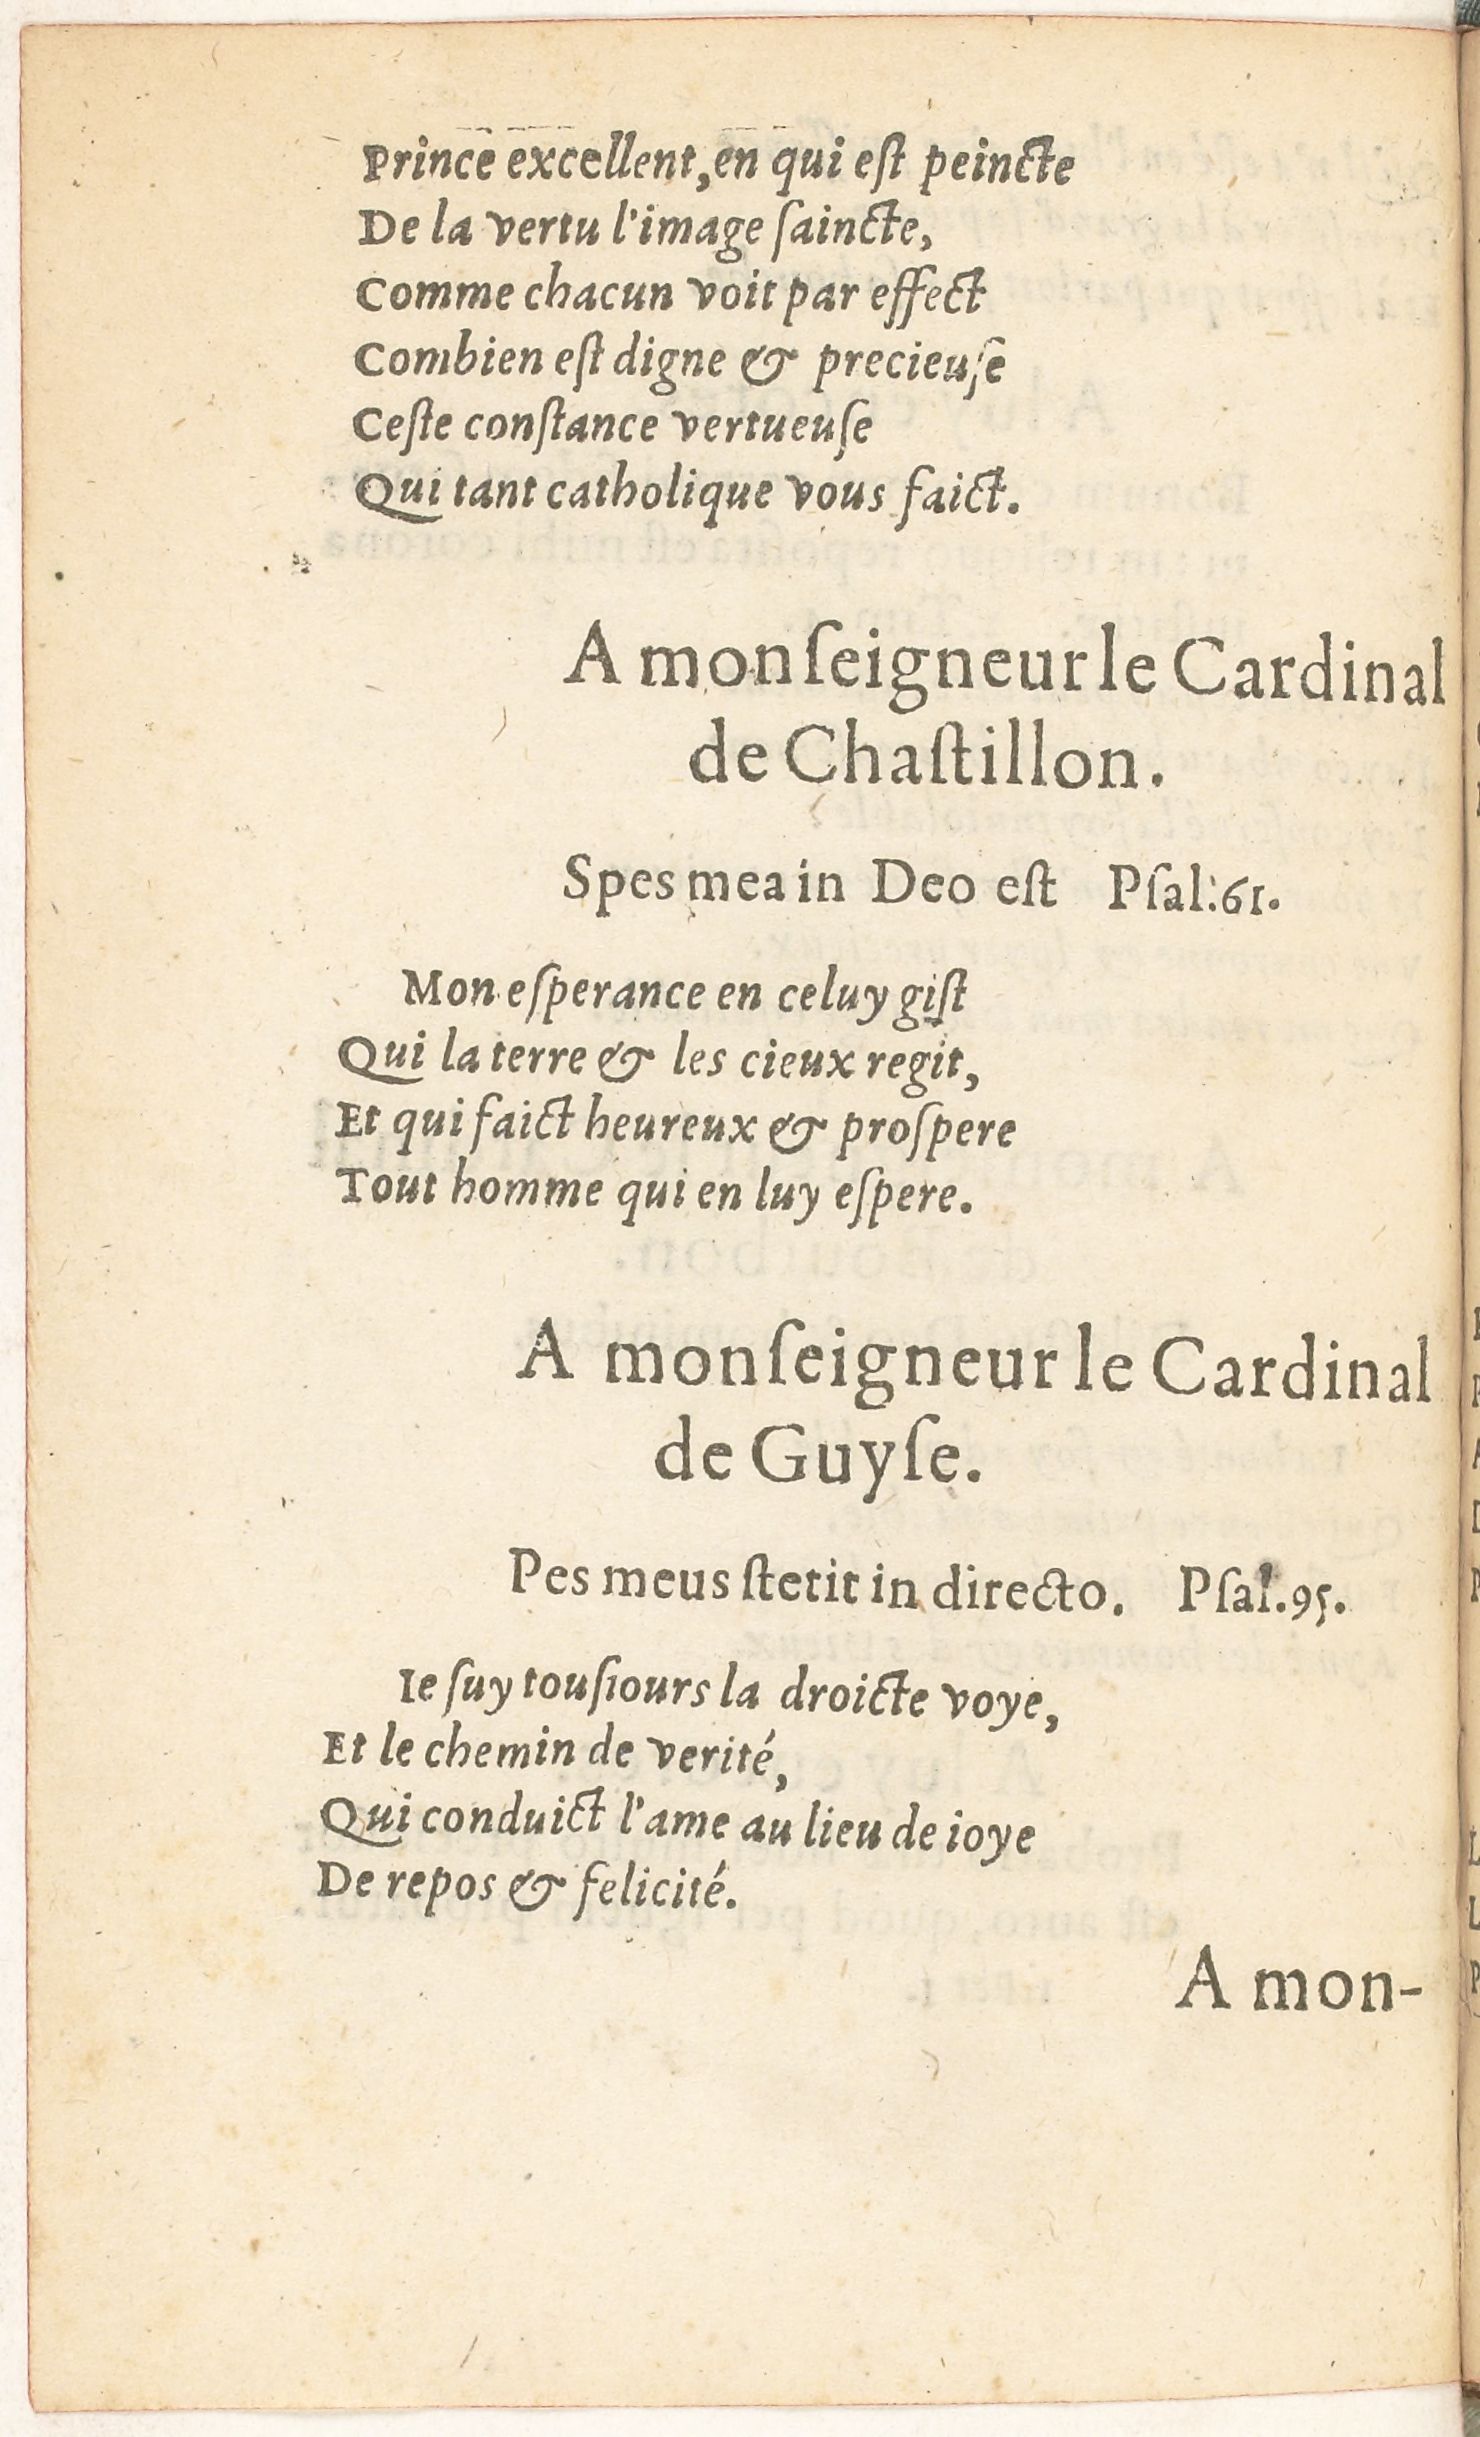 Prince excellent, en qui eſt peincte
De la vertu l'image ſaincte,
Comme chacun voit par effect
Combien eſt digne & precieuſe
Ceſte conſtance vertueuſe
Qui tant catholique vous faict.
A monſeigneur le Cardinal
de Chaſtillon.
Spes mea in Deo eſt Pſal.61.
Mon eſperance en celuy giſt
Qui la terre & les cieux regit,
Et qui faict heureux & proſpere
Tout homme qui en luy eſpere.
A monſeigneur le Cardinal
de Guyſe.
Pes meus ſtetit in directo. Pſal.95.
Ie ſuy touſiours la droicte voye,
Et le chemin de verité,
Qui conduict l'ame au lieu de ioye
De repos & felicité.
A mon-